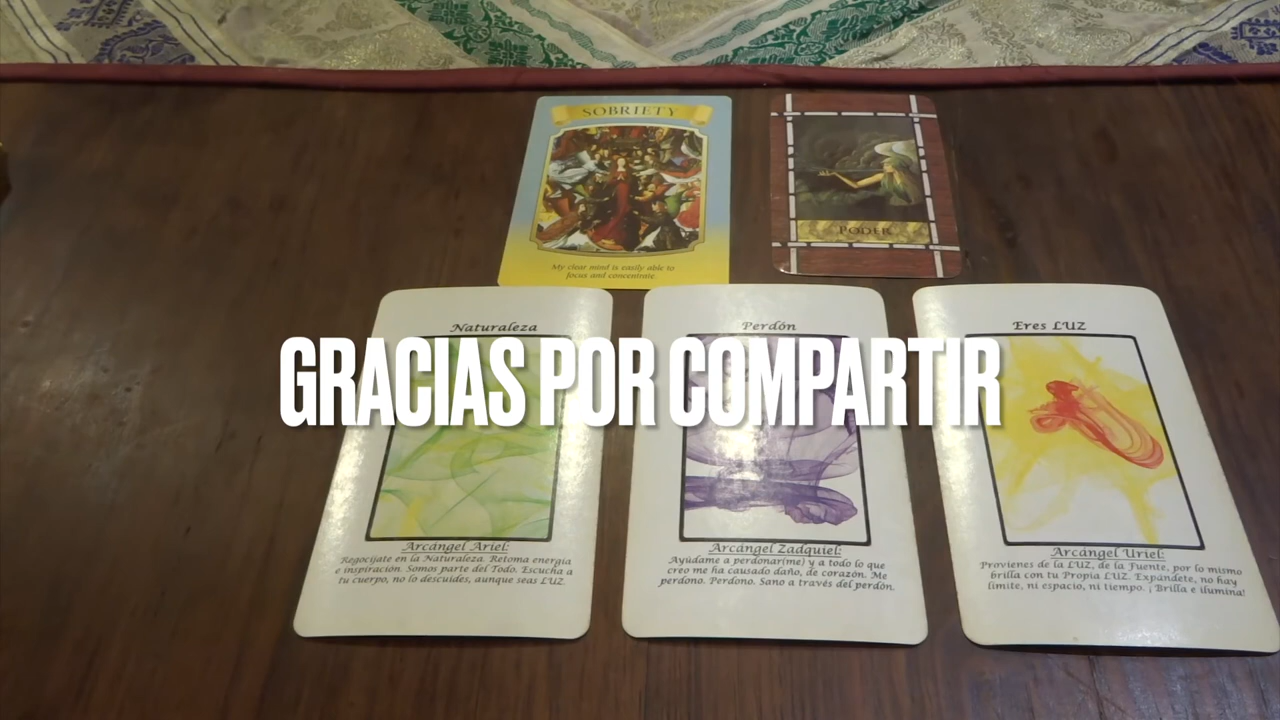 SOBRIETY
My clear mind is easily able to
focus and concentrate.
PODER
Naturaleza
Perdón
Eres LUZ
GRACIAS POR COMPARTIR
Arcángel Ariel:
Regocíjate en la Naturaleza. Retoma energía
e inspiración. Somos parte del Todo. Escucha a
tu cuerpo, no lo descuides, aunque seas LUZ.
Arcángel Zadquiel:
Ayúdame a perdonar(me) y a todo lo que
creo me ha causado daño, de corazón. Me
perdono. Perdono. Sano a través del perdón.
Arcángel Uriel:
Provienes de la LUZ, de la Fuente, por lo mismo
brilla con tu Propia LUZ. Expándete, no hay
límite, ni espacio, ni tiempo. ¡Brilla e ilumina!